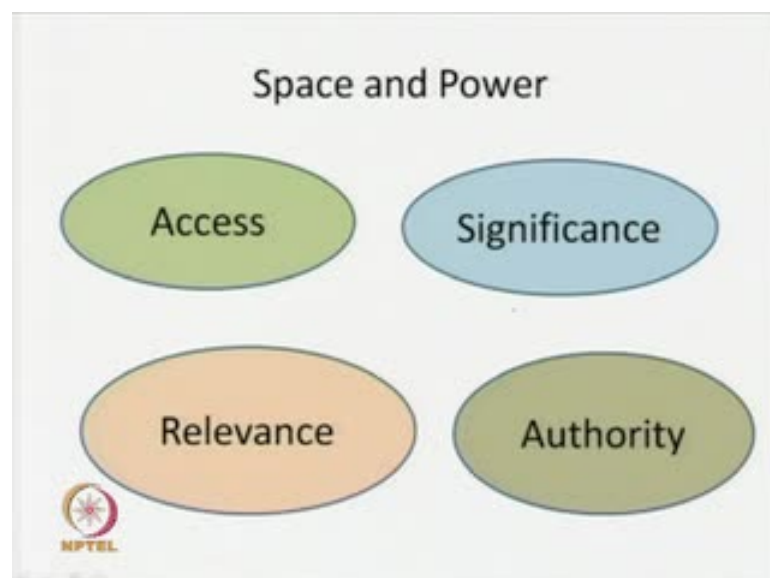 Space and Power
Access
Significance
Relevance
Authority
NPTEL